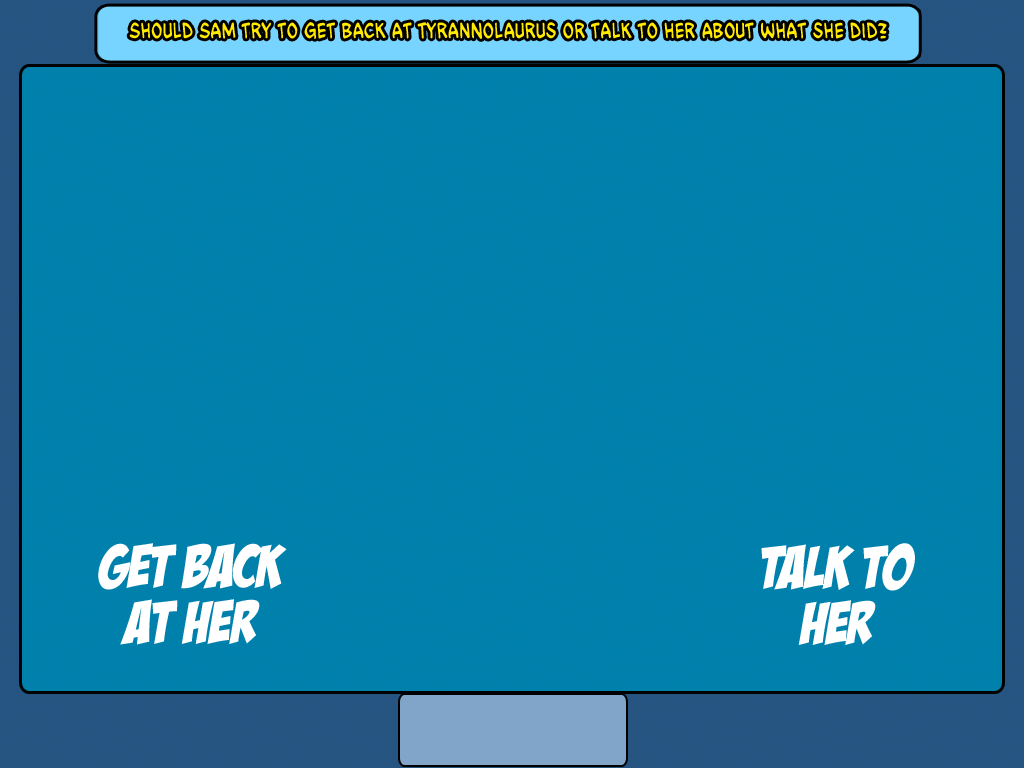 SHOULD SAM TRY TO GET BACK AT TYRANNOLAURUS OR TALK TO HER ABOUT WHAT SHE DID?
GET BACK
AT HER
TALK TO
HER